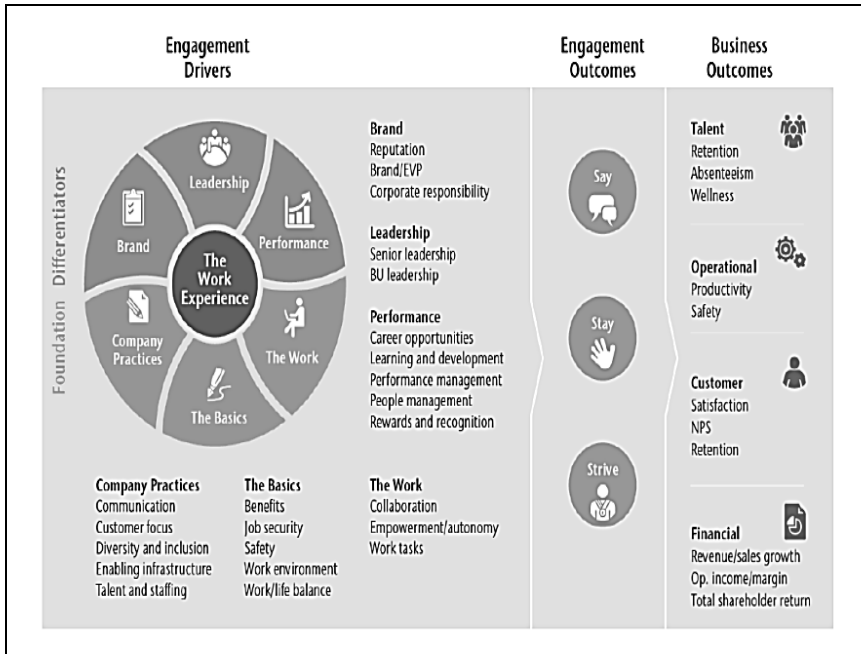 Engagement
Drivers
Engagement
Outcomes
Business
Outcomes
Foundation Differentiators
Leadership
Brand
Performance
The
Work
Experience
Company
Practices
The Work
The Basics
Brand
Reputation
Brand/EVP
Corporate responsibility
Leadership
Senior leadership
BU leadership
Performance
Career opportunities
Learning and development
Performance management
People management
Rewards and recognition
Company Practices
Communication
Customer focus
Diversity and inclusion
Enabling infrastructure
Talent and staffing
The Basics
Benefits
Job security
Safety
Work environment
Work/life balance
The Work
Collaboration
Empowerment/autonomy
Work tasks
Say
Stay
Strive
Talent
Retention
Absenteeism
Wellness
Operational
Productivity
Safety
Customer
Satisfaction
NPS
Retention
Financial
Revenue/sales growth
Op. income/margin
Total shareholder return